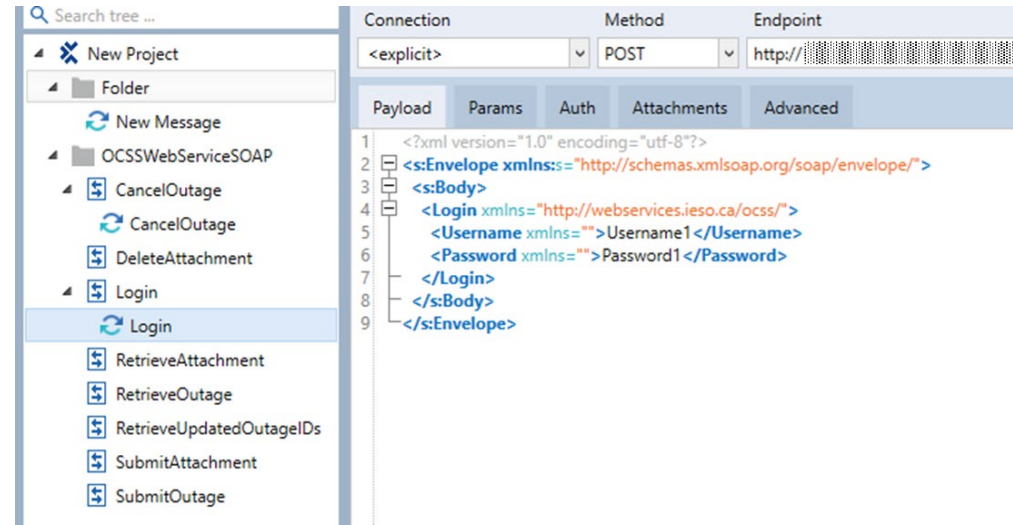 Search tree ...
New Project
Folder
New Message
OCSSWebServiceSOAP
CancelOutage
CancelOutage
DeleteAttachment
Login
Login
RetrieveAttachment
RetrieveOutage
RetrieveUpdatedOutageIDs
SubmitAttachment
SubmitOutage
Connection Method Endpoint
<explicit> POST http://
Payload Params Auth Attachments Advanced
1 <?xml version="1.0" encoding="utf-8"?>
2 <s:Envelope xmlns:s="http://schemas.xmlsoap.org/soap/envelope/">
3 <s:Body>
4 <Login xmlns="http://webservices.ieso.ca/ocss/">
5 <Username xmlns="">Username1</Username>
6 <Password xmlns="">Password1</Password>
7 </Login>
8 </s:Body>
9 </s:Envelope>